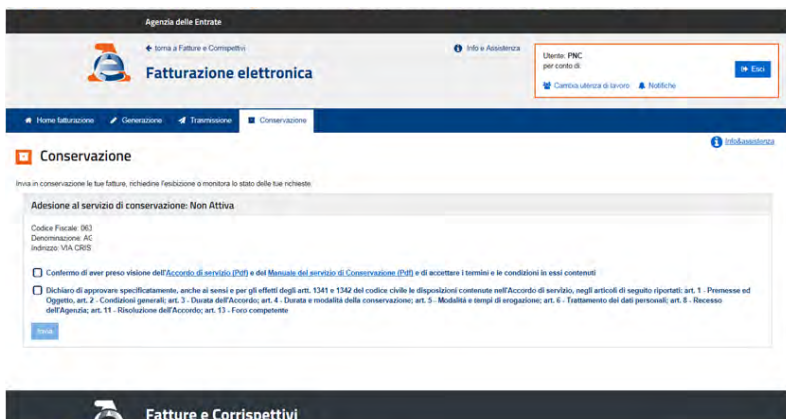 Agenzia delle Entrate
torna a Fatture e Corrispettivi
Info e Assistenza
Fatturazione elettronica
Utente: PNC
per conto di:
Esci
Cambia utenza di lavoro Notifiche
Home fatturazione Generazione Trasmissione Conservazione
Info&assistenza
Conservazione
Invia in conservazione le tue fatture, richiedine l'esibizione o monitora lo stato delle tue richieste.
Adesione al servizio di conservazione: Non Attiva
Codice Fiscale: 063
Denominazione: AC
Indirizzo: VIA CRIS
Confermo di aver preso visione dell'Accordo di servizio (Pdf) e del Manuale del servizio di Conservazione (Pdf) e di accettare i termini e le condizioni in essi contenuti
Dichiaro di approvare specificatamente, anche ai sensi e per gli effetti degli artt. 1341 e 1342 del codice civile le disposizioni contenute nell'Accordo di servizio, negli articoli di seguito riportati: art. 1 - Premesse ed
Oggetto, art. 2 - Condizioni generali; art. 3 - Durata dell'Accordo; art. 4 - Durata e modalità della conservazione; art. 5 - Modalità e tempi di erogazione; art. 6 - Trattamento dei dati personali; art. 8 - Recesso
dell'Agenzia; art. 11 - Risoluzione dell'Accordo; art. 13 - Foro competente
Invia
Fatture e Corrispettivi